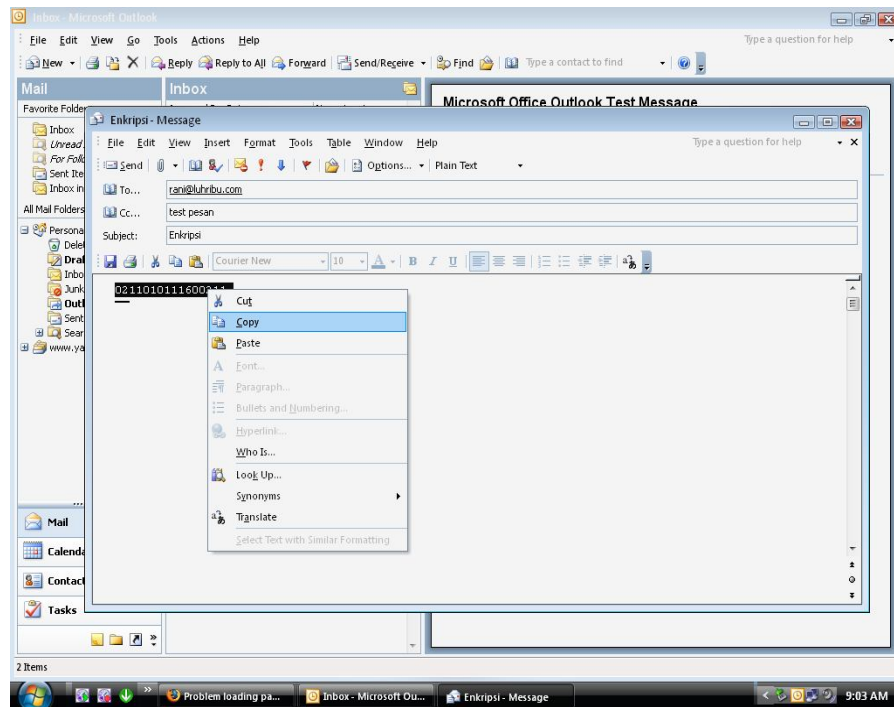 Inbox - Microsoft Outlook
File Edit View Go Tools Actions Help Type a question for help
New Reply Reply to All Forward Send/Receive Find Type a contact to find
Mail Inbox
Favorite Folde Microsoft Office Outlook Test Message
Enkripsi - Message
Inbox
Unread
For Follo
Sent Ite
Inbox in
All Mail Folders
Persona
Delet
Draf
Inbo
Junk
Outl
Sent
Sear
www.ya
File Edit View Insert Format Tools Table Window Help Type a question for help
Send Options... Plain Text
To... rani@luhribu.com
Cc... test pesan
Subject: Enkripsi
Courier New 10 A B I U
0211010111600211
Cut
Copy
Paste
Font...
Paragraph...
Bullets and Numbering...
Hyperlink...
Who Is...
Look Up...
Synonyms
Translate
Select Text with Similar Formatting
Mail
Calenda
Contact
Tasks
2 Items
Problem loading pa... Inbox - Microsoft Ou... Enkripsi - Message 9:03 AM